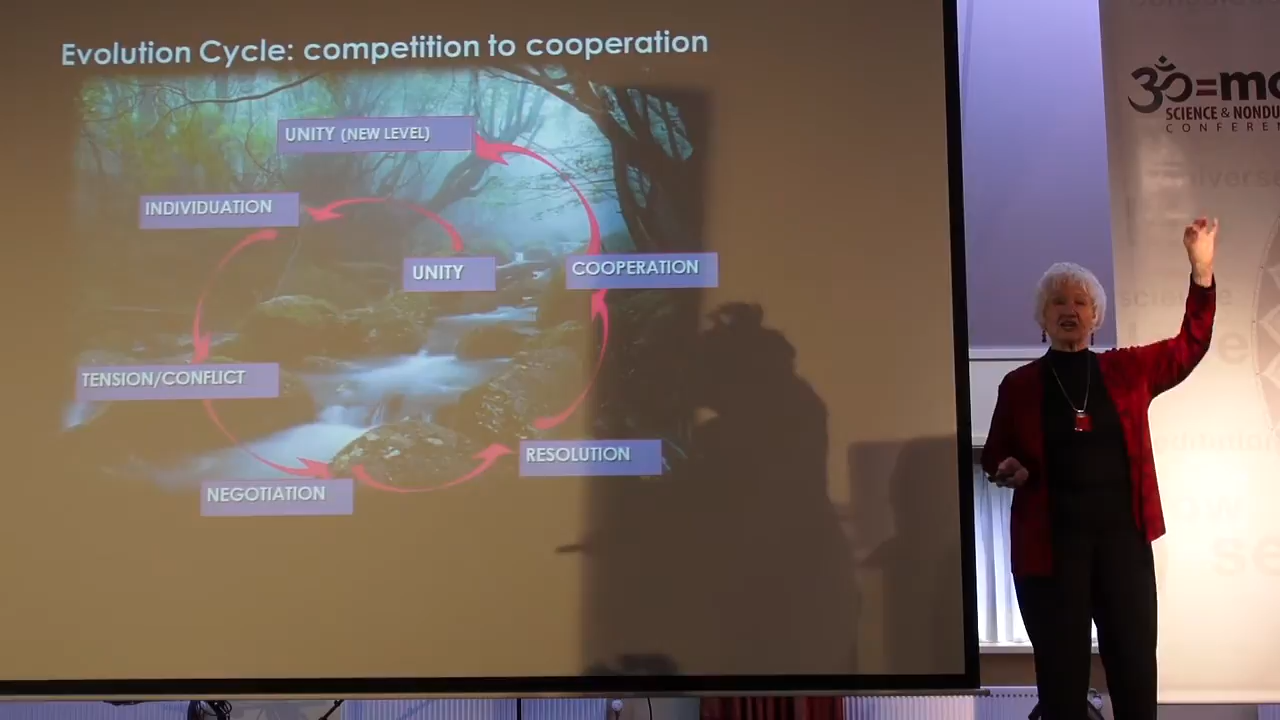 Evolution Cycle: competition to cooperation
UNITY (NEW LEVEL)
INDIVIDUATION
UNITY
COOPERATION
TENSION/CONFLICT
RESOLUTION
NEGOTIATION
ॐ=m
SCIENCE & NONDU
CONFEREN